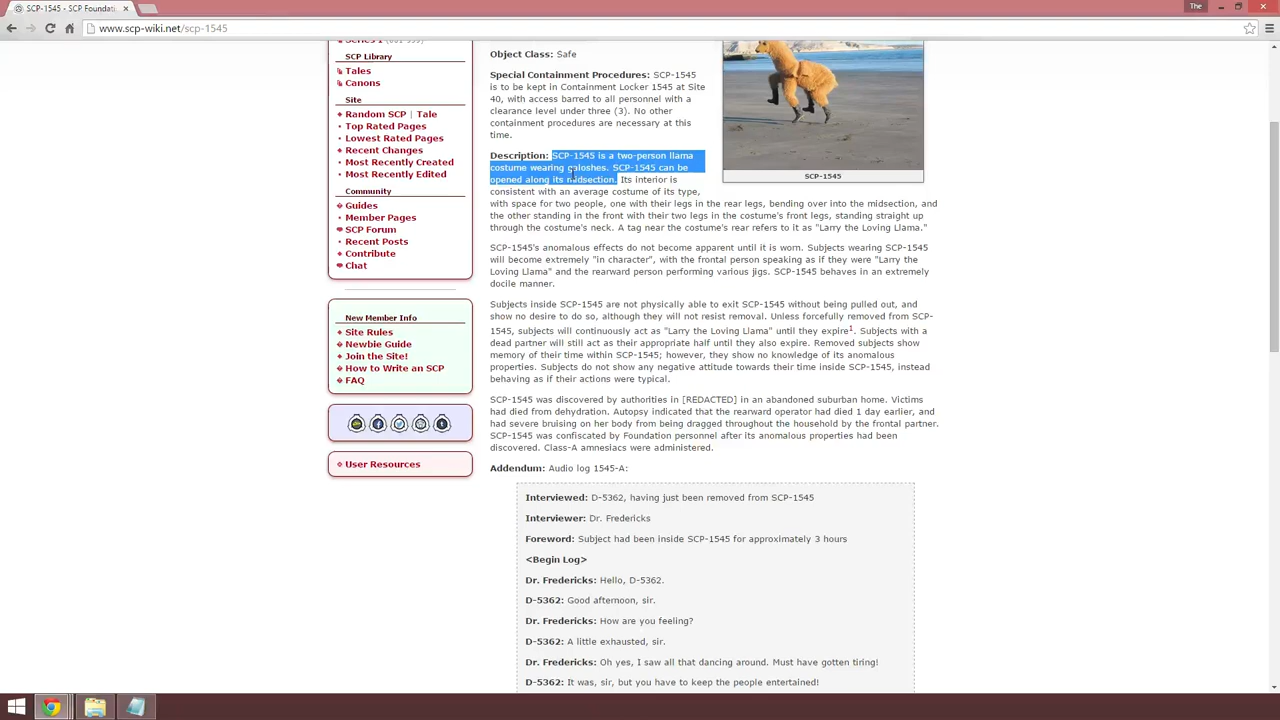 SCP-1545 - SCP Foundati
The
www.scp-wiki.net/scp-1545
SCP Library
Tales
Canons
Site
Random SCP | Tale
Top Rated Pages
Lowest Rated Pages
Recent Changes
Most Recently Created
Most Recently Edited
Community
Guides
Member Pages
SCP Forum
Recent Posts
Contribute
Chat
New Member Info
Site Rules
Newbie Guide
Join the Site!
How to Write an SCP
FAQ
User Resources
Object Class: Safe
Special Containment Procedures: SCP-1545
is to be kept in Containment Locker 1545 at Site
40, with access barred to all personnel with a
clearance level under three (3). No other
containment procedures are necessary at this
time.
SCP-1545
Description: SCP-1545 is a two-person llama
costume wearing galoshes. SCP-1545 can be
opened along its midsection. Its interior is
consistent with an average costume of its type,
with space for two people, one with their legs in the rear legs, bending over into the midsection, and
the other standing in the front with their two legs in the costume's front legs, standing straight up
through the costume's neck. A tag near the costume's rear refers to it as "Larry the Loving Llama."
SCP-1545's anomalous effects do not become apparent until it is worn. Subjects wearing SCP-1545
will become extremely "in character", with the frontal person speaking as if they were "Larry the
Loving Llama" and the rearward person performing various jigs. SCP-1545 behaves in an extremely
docile manner.
Subjects inside SCP-1545 are not physically able to exit SCP-1545 without being pulled out, and
show no desire to do so, although they will not resist removal. Unless forcefully removed from SCP-
1545, subjects will continuously act as "Larry the Loving Llama" until they expire1. Subjects with a
dead partner will still act as their appropriate half until they also expire. Removed subjects show
memory of their time within SCP-1545; however, they show no knowledge of its anomalous
properties. Subjects do not show any negative attitude towards their time inside SCP-1545, instead
behaving as if their actions were typical.
SCP-1545 was discovered by authorities in [REDACTED] in an abandoned suburban home. Victims
had died from dehydration. Autopsy indicated that the rearward operator had died 1 day earlier, and
had severe bruising on her body from being dragged throughout the household by the frontal partner.
SCP-1545 was confiscated by Foundation personnel after its anomalous properties had been
discovered. Class-A amnesiacs were administered.
Addendum: Audio log 1545-A:
Interviewed: D-5362, having just been removed from SCP-1545
Interviewer: Dr. Fredericks
Foreword: Subject had been inside SCP-1545 for approximately 3 hours
<Begin Log>
Dr. Fredericks: Hello, D-5362.
D-5362: Good afternoon, sir.
Dr. Fredericks: How are you feeling?
D-5362: A little exhausted, sir.
Dr. Fredericks: Oh yes, I saw all that dancing around. Must have gotten tiring!
D-5362: It was, sir, but you have to keep the people entertained!